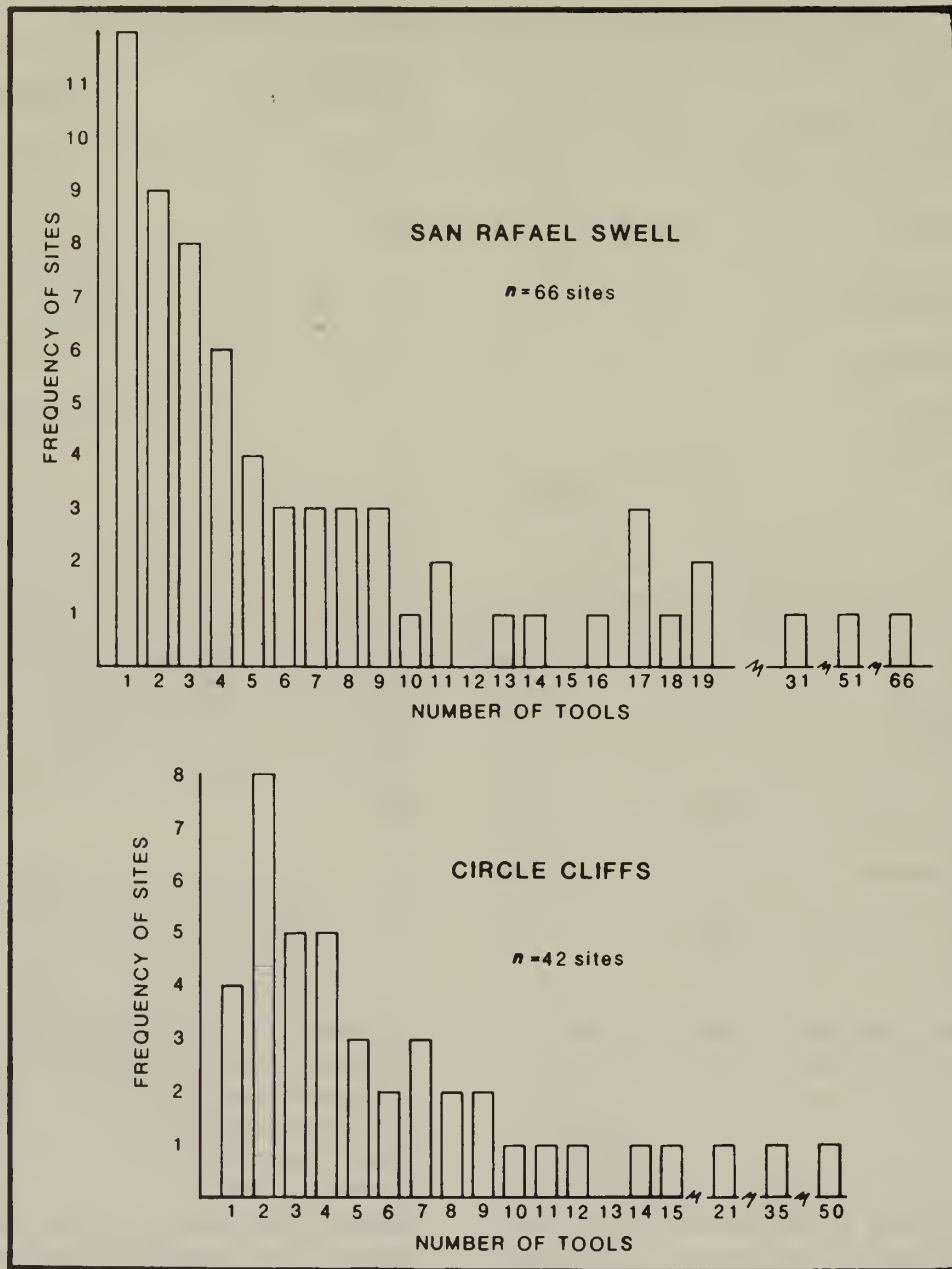 11
10
9
8
7
6
5
4
3
2
1
FREQUENCY OF SITES
SAN RAFAEL SWELL
n=66 sites
1 2 3 4 5 6 7 8 9 10 11 12 13 14 15 16 17 18 19 31 51 66
NUMBER OF TOOLS
8
7
6
5
4
3
2
1
FREQUENCY OF SITES
CIRCLE CLIFFS
n=42 sites
1 2 3 4 5 6 7 8 9 10 11 12 13 14 15 21 35 50
NUMBER OF TOOLS